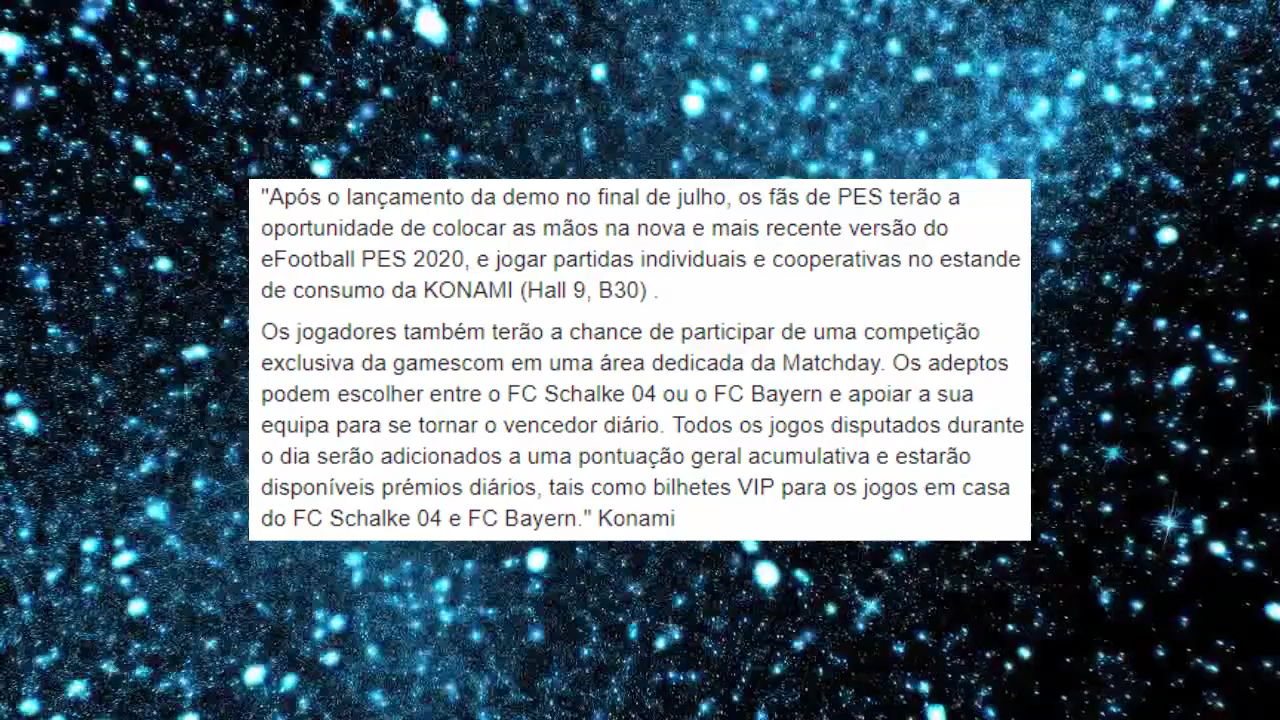 "Após o lançamento da demo no final de julho, os fãs de PES terão a
oportunidade de colocar as mãos na nova e mais recente versão do
eFootball PES 2020, e jogar partidas individuais e cooperativas no estande
de consumo da KONAMI (Hall 9, B30) .
Os jogadores também terão a chance de participar de uma competição
exclusiva da gamescom em uma área dedicada da Matchday. Os adeptos
podem escolher entre o FC Schalke 04 ou o FC Bayern e apoiar a sua
equipa para se tornar o vencedor diário. Todos os jogos disputados durante
o dia serão adicionados a uma pontuação geral acumulativa e estarão
disponíveis prémios diários, tais como bilhetes VIP para os jogos em casa
do FC Schalke 04 e FC Bayern." Konami